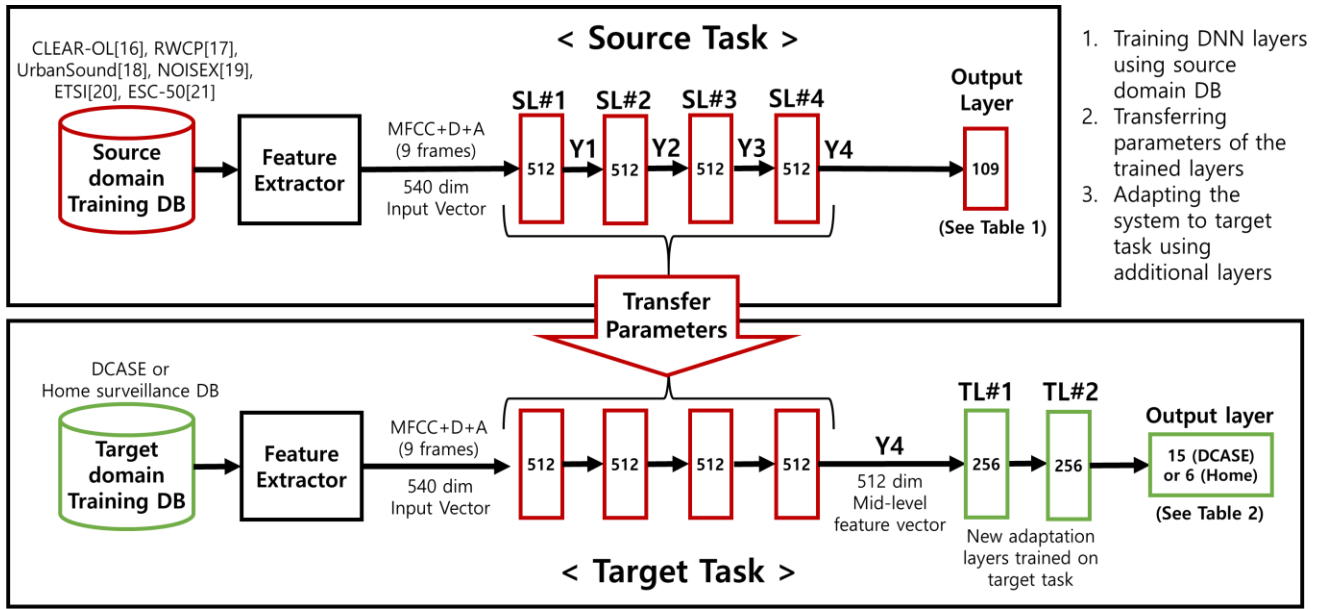 < Source Task >
CLEAR-OL[16], RWCP[17],
UrbanSound[18], NOISEX[19],
ETSI[20], ESC-50[21]
Source
domain
Training DB
Feature
Extractor
MFCC+D+A
(9 frames)
540 dim
Input Vector
SL#1
SL#2
SL#3
SL#4
512
Y1
512
Y2
512
Y3
512
Y4
Output
Layer
109
(See Table 1)
1. Training DNN layers
using source
domain DB
2. Transferring
parameters of the
trained layers
3. Adapting the
system to target
task using
additional layers
Transfer
Parameters
DCASE or
Home surveillance DB
Target
domain
Training DB
Feature
Extractor
MFCC+D+A
(9 frames)
540 dim
Input Vector
512
512
512
512
Y4
512 dim
Mid-level
feature vector
TL#1
TL#2
256
256
New adaptation
layers trained on
target task
Output layer
15 (DCASE)
or 6 (Home)
(See Table 2)
< Target Task >